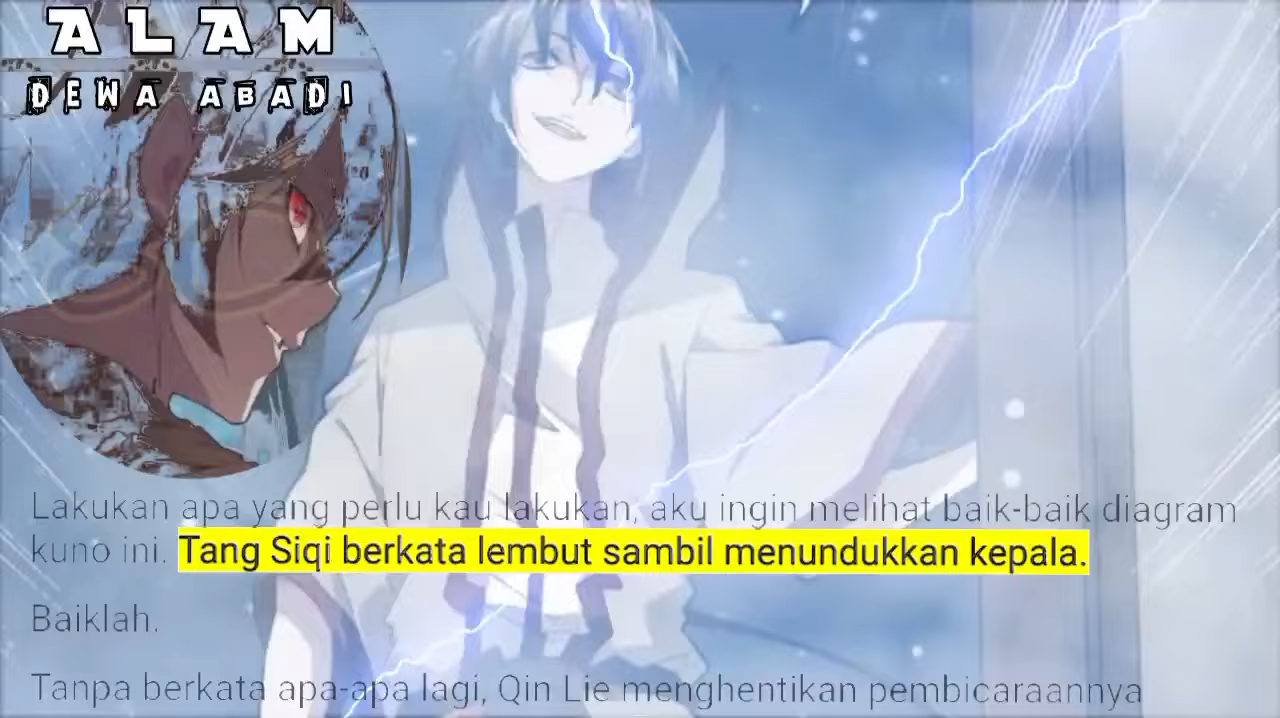 ALAM
DEWA ABADI
Lakukan apa yang perlu kau lakukan, aku ingin melihat baik-baik diagram
kuno ini. Tang Siqi berkata lembut sambil menundukkan kepala.
Baiklah.
Tanpa berkata apa-apa lagi, Qin Lie menghentikan pembicaraannya